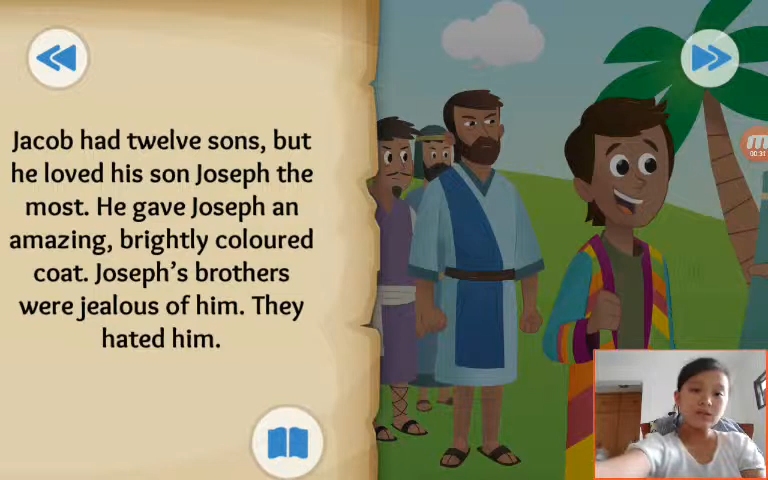 Jacob had twelve sons, but
he loved his son Joseph the
most. He gave Joseph an
amazing, brightly coloured
coat. Joseph's brothers
were jealous of him. They
hated him.